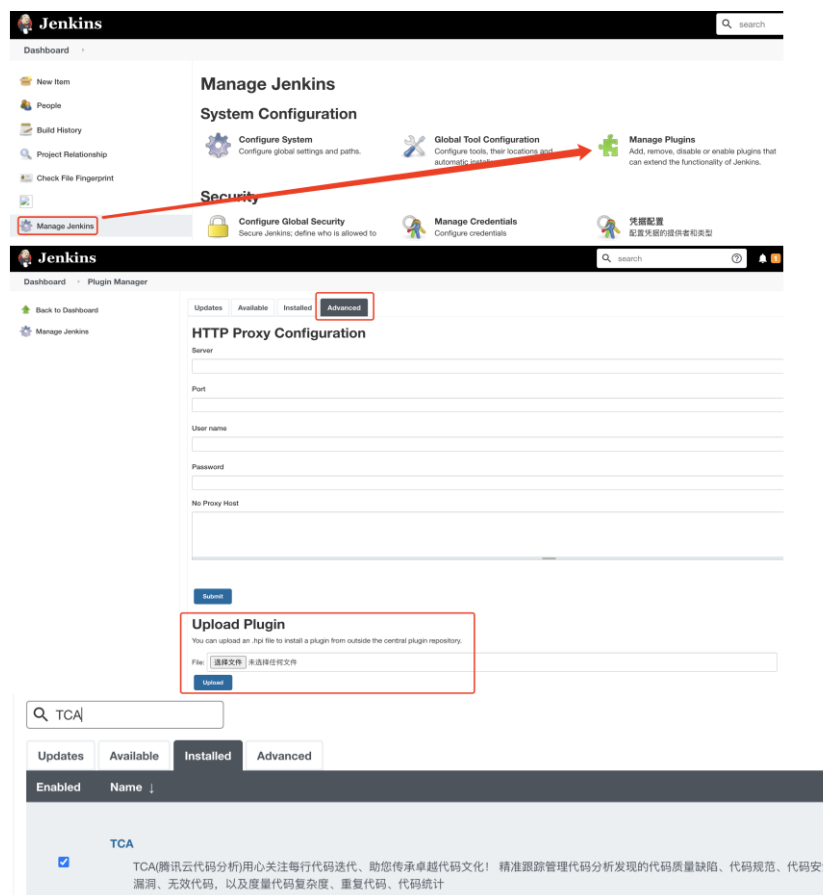 Jenkins
search
Dashboard
New Item
Manage Jenkins
People
System Configuration
Build History
Configure System
Global Tool Configuration
Manage Plugins
Project Relationship
Configure global settings and paths.
Configure tools, their locations and
Add, remove, disable or enable plugins that
automatic
can extend the functionality of Jenkins.
Check File Fingerprint
Security
Manage Jenkins
Configure Global Security
Manage Credentials
凭据配置
Secure Jenkins; define who is allowed to
Configure credentials
配置凭据的提供者和类型
Jenkins
search
1
Dashboard
Plugin Manager
Back to Dashboard
Updates
Available
Installed
Advanced
Manage Jenkins
HTTP Proxy Configuration
Server
Port
User name
Password
No Proxy Host
Submit
Upload Plugin
You can upload an .hpi file to install a plugin from outside the central plugin repository.
File: 选择文件 未选择任何文件
Upload
TCA
Updates
Available
Installed
Advanced
Enabled
Name ↓
TCA
TCA(腾讯云代码分析)用心关注每行代码迭代、助您传承卓越代码文化! 精准跟踪管理代码分析发现的代码质量缺陷、代码规范、代码安
漏洞、无效代码，以及度量代码复杂度、重复代码、代码统计